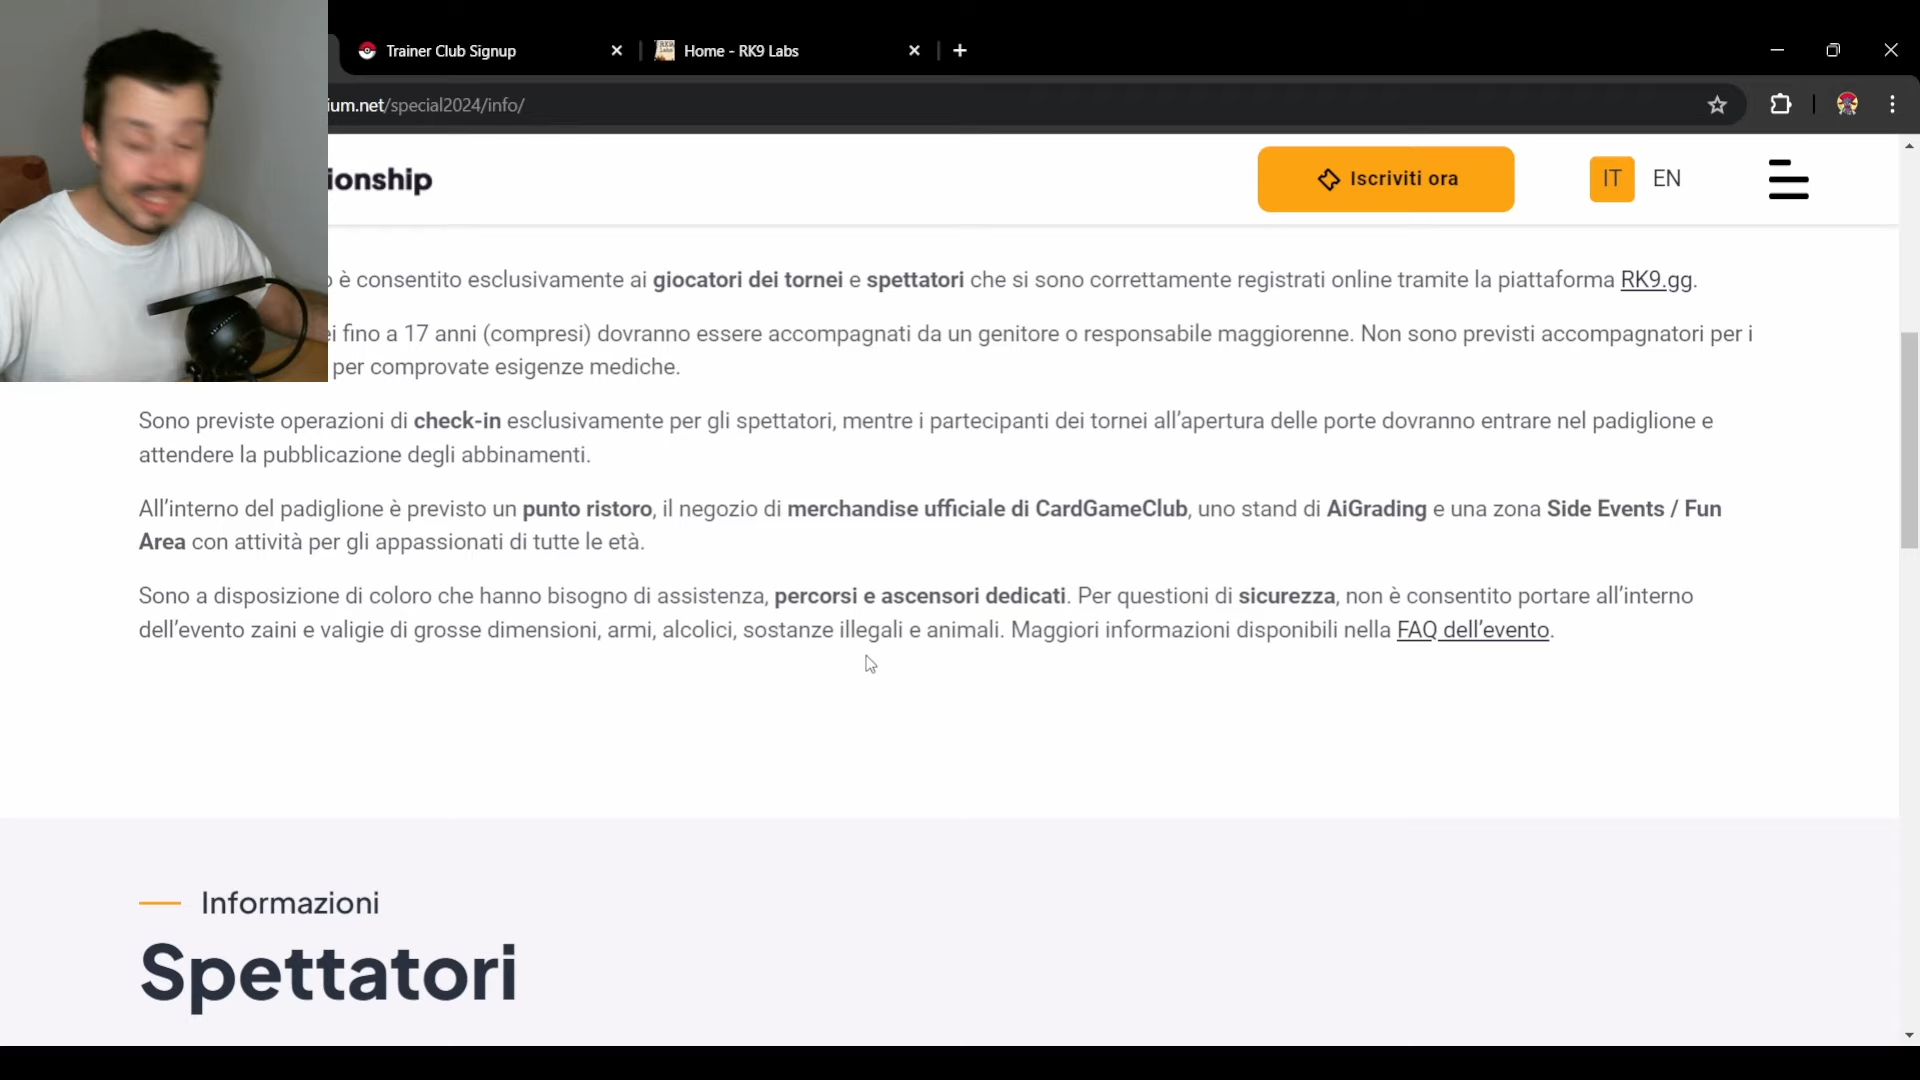 Trainer Club Signup
Home - RK9 Labs
ium.net/special2024/info/
ionship
Iscriviti ora
IT EN
è consentito esclusivamente ai giocatori dei tornei e spettatori che si sono correttamente registrati online tramite la piattaforma RK9.gg.
fino a 17 anni (compresi) dovranno essere accompagnati da un genitore o responsabile maggiorenne. Non sono previsti accompagnatori per i
per comprovate esigenze mediche.
Sono previste operazioni di check-in esclusivamente per gli spettatori, mentre i partecipanti dei tornei all’apertura delle porte dovranno entrare nel padiglione e
attendere la pubblicazione degli abbinamenti.
All’interno del padiglione è previsto un punto ristoro, il negozio di merchandise ufficiale di CardGameClub, uno stand di AiGrading e una zona Side Events / Fun
Area con attività per gli appassionati di tutte le età.
Sono a disposizione di coloro che hanno bisogno di assistenza, percorsi e ascensori dedicati. Per questioni di sicurezza, non è consentito portare all’interno
dell’evento zaini e valigie di grosse dimensioni, armi, alcolici, sostanze illegali e animali. Maggiori informazioni disponibili nella FAQ dell’evento.
Informazioni
Spettatori